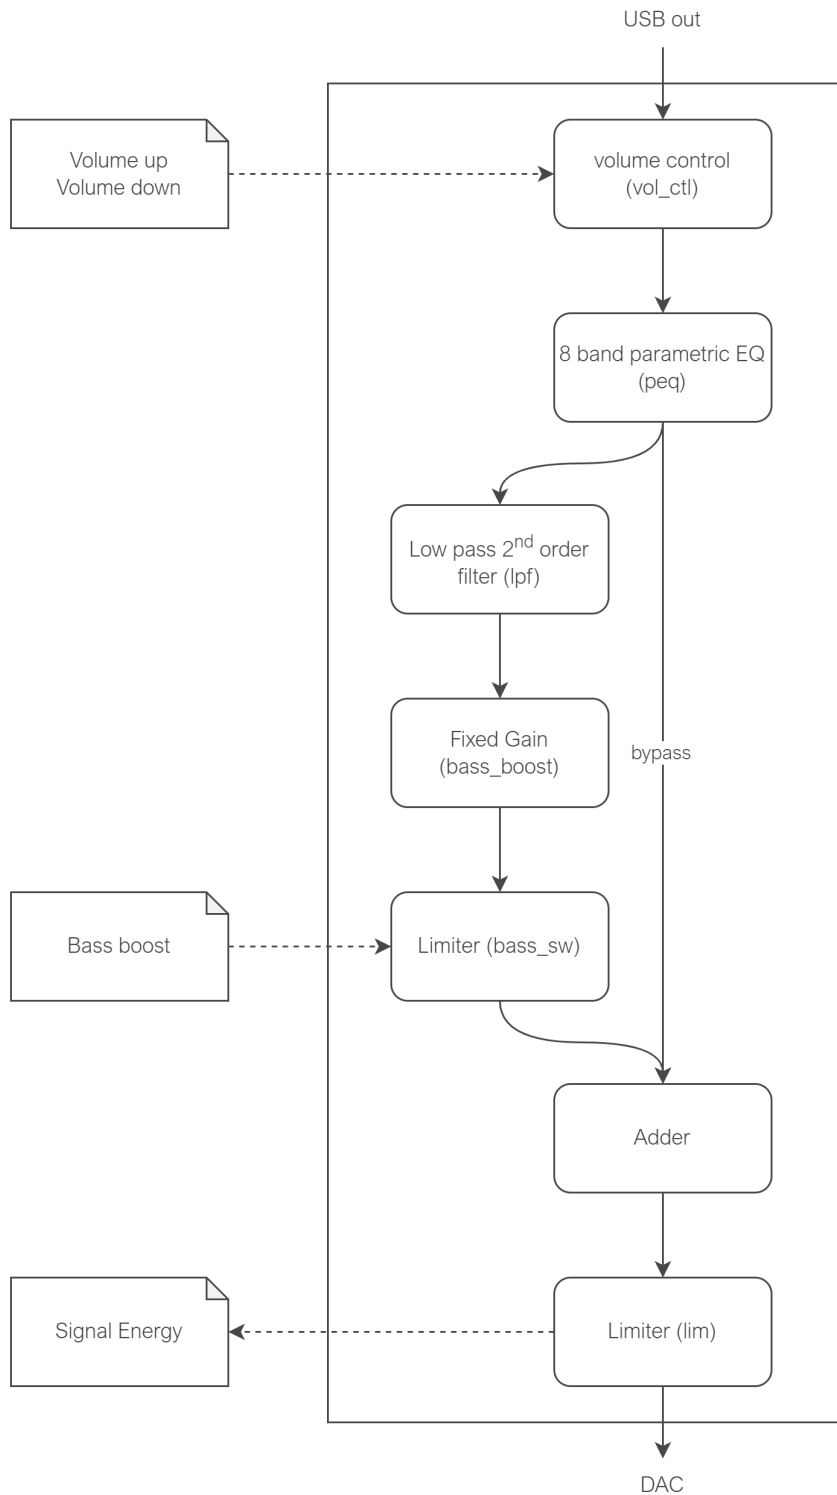 USB out
Volume up
Volume down
volume control
(vol_ctl)
8 band parametric EQ
(peq)
Low pass 2nd order
filter (lpf)
Fixed Gain
(bass_boost)
bypass
Bass boost
Limiter (bass_sw)
Adder
Signal Energy
Limiter (lim)
DAC